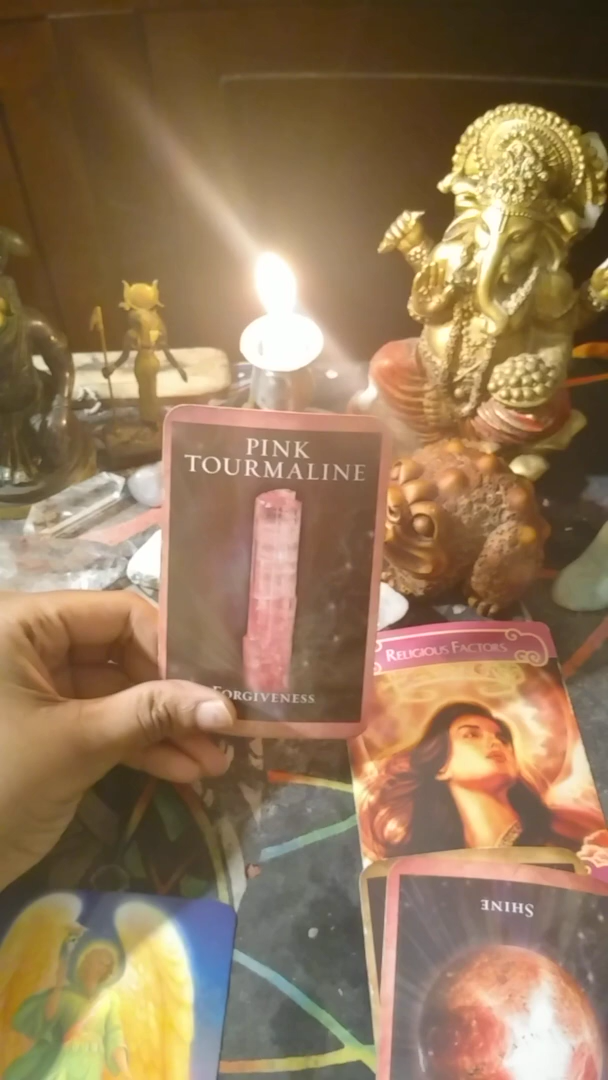 PINK
TOURMALINE
FORGIVENESS
RELIGIOUS FACTORS
SHINE